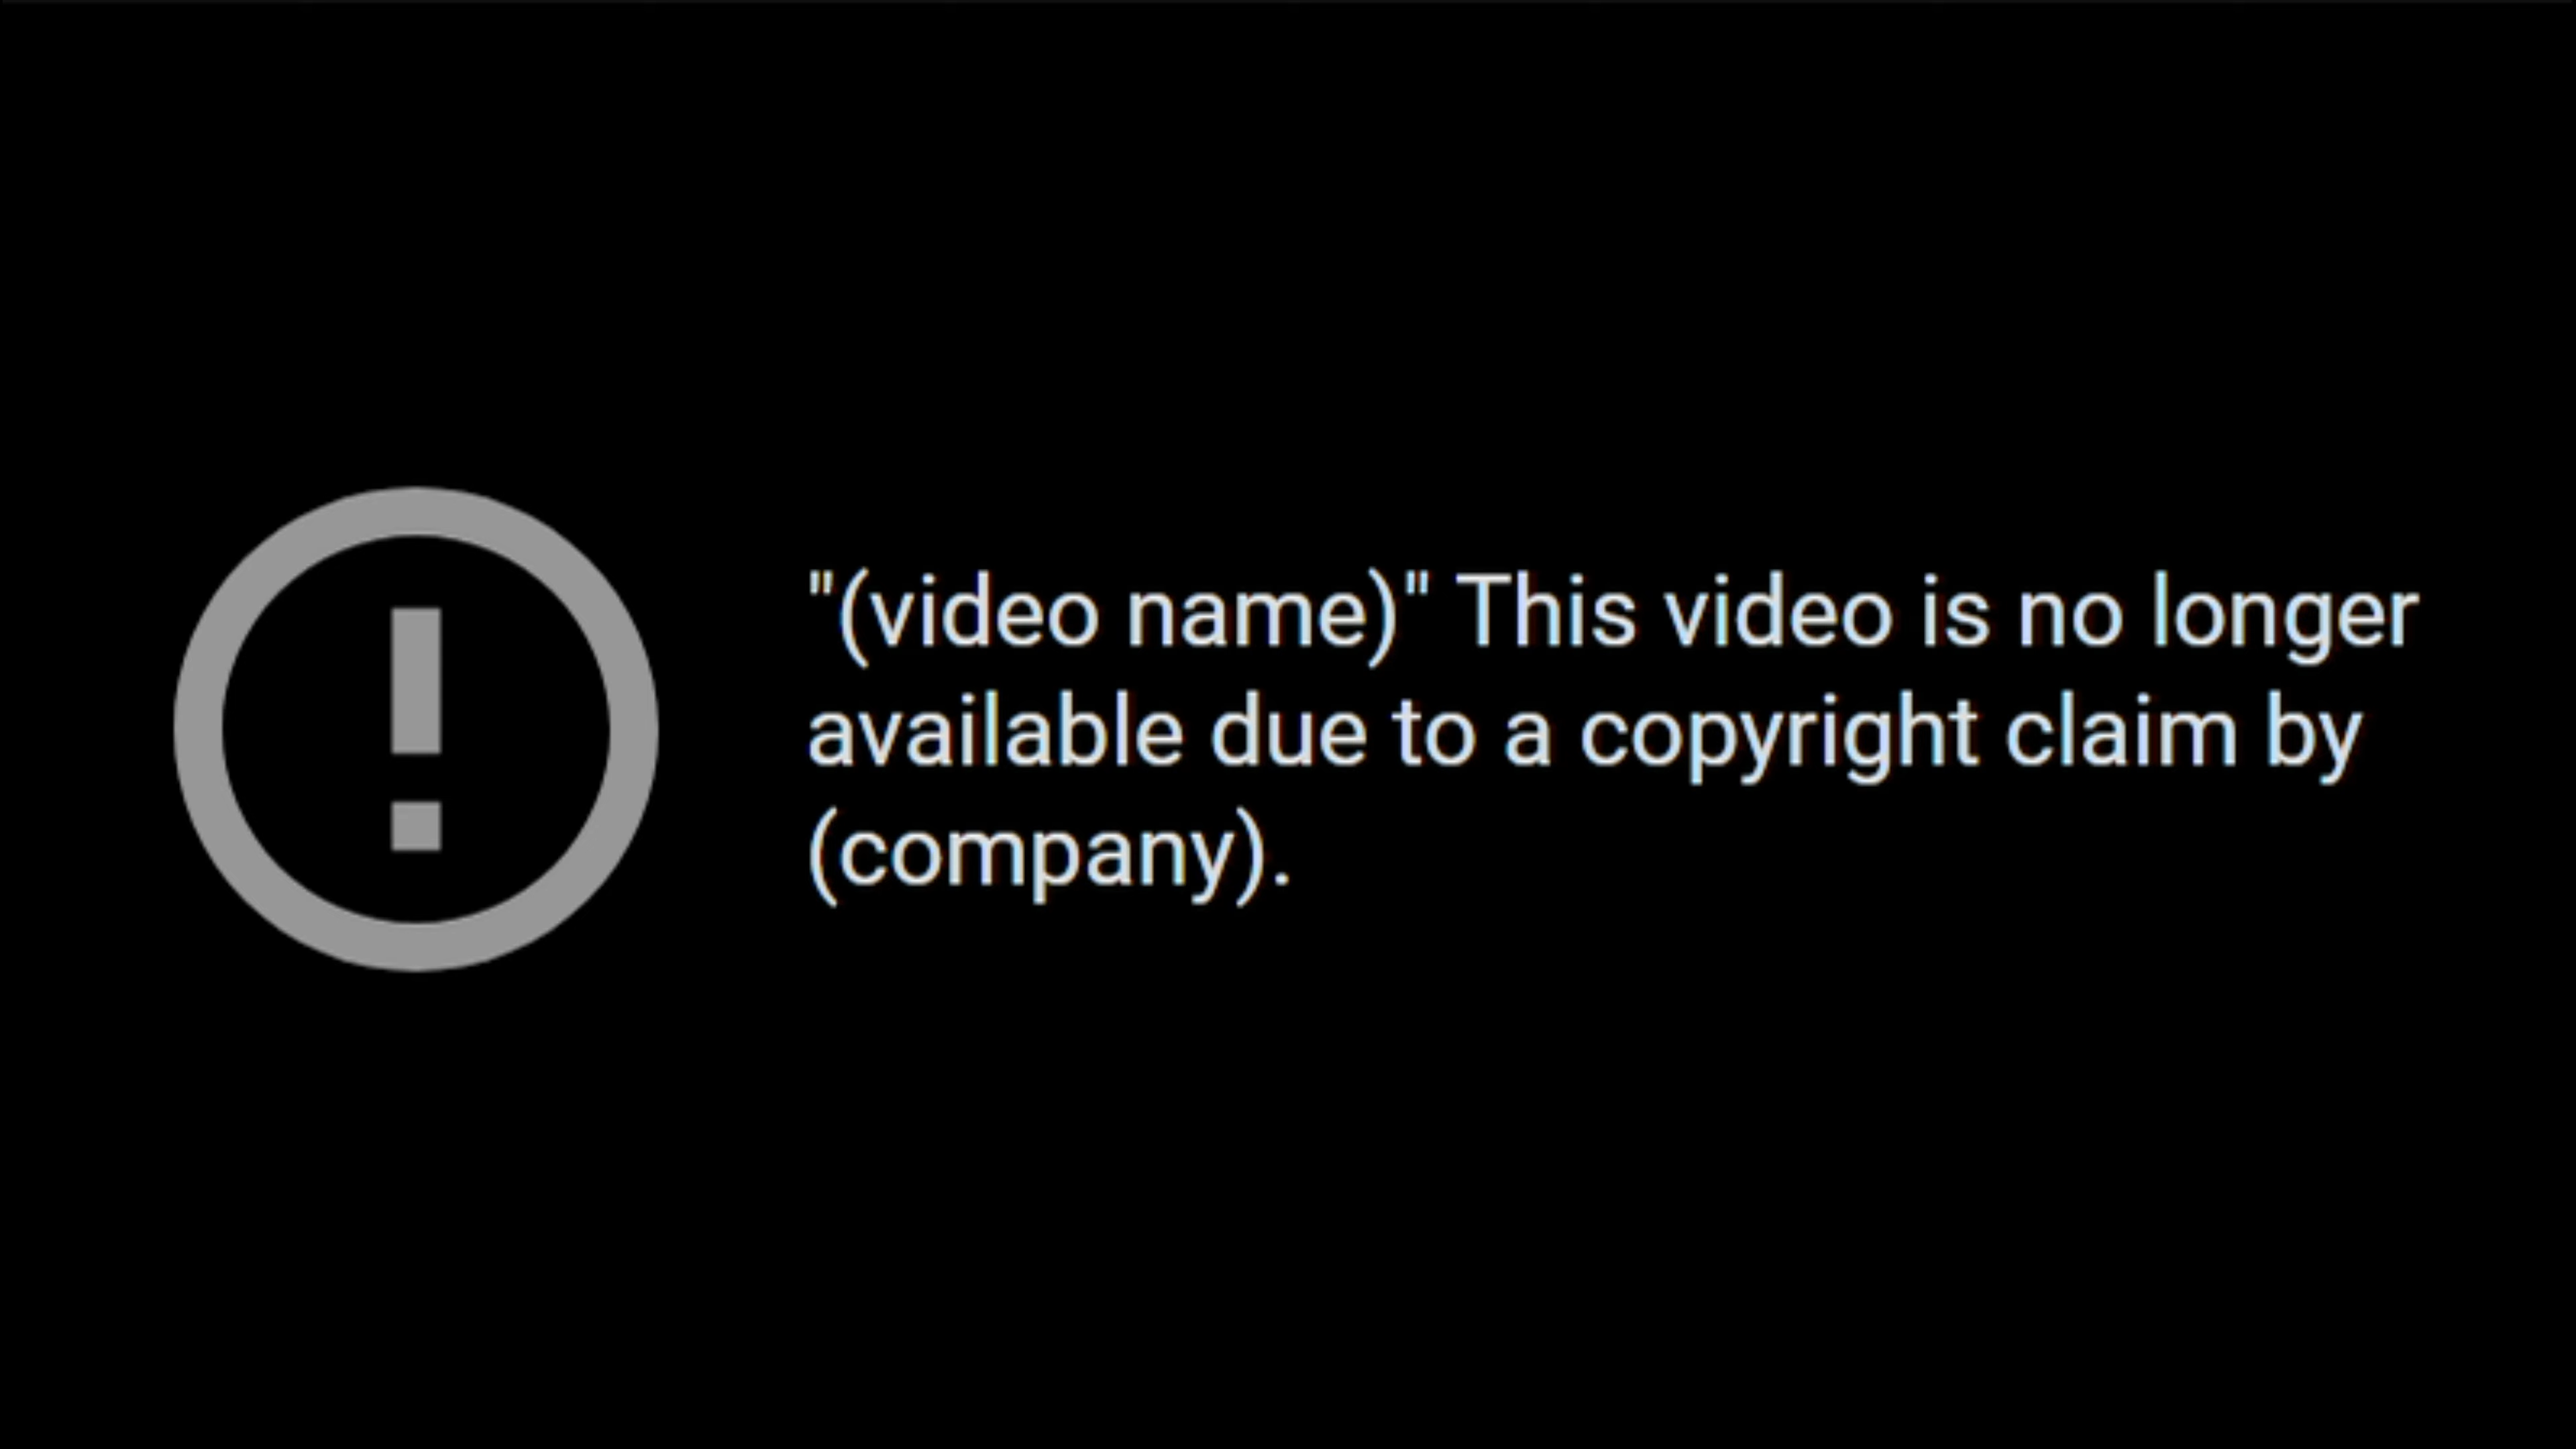 "(video name)" This video is no longer
available due to a copyright claim by
(company).